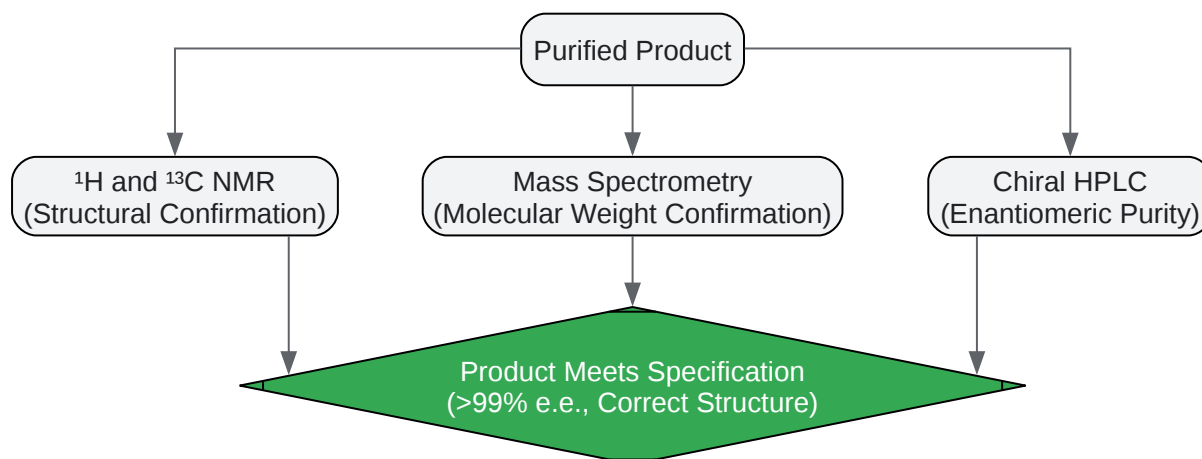 Purified Product
¹H and ¹³C NMR
(Structural Confirmation)
Mass Spectrometry
(Molecular Weight Confirmation)
Chiral HPLC
(Enantiomeric Purity)
Product Meets Specification
(>99% e.e., Correct Structure)